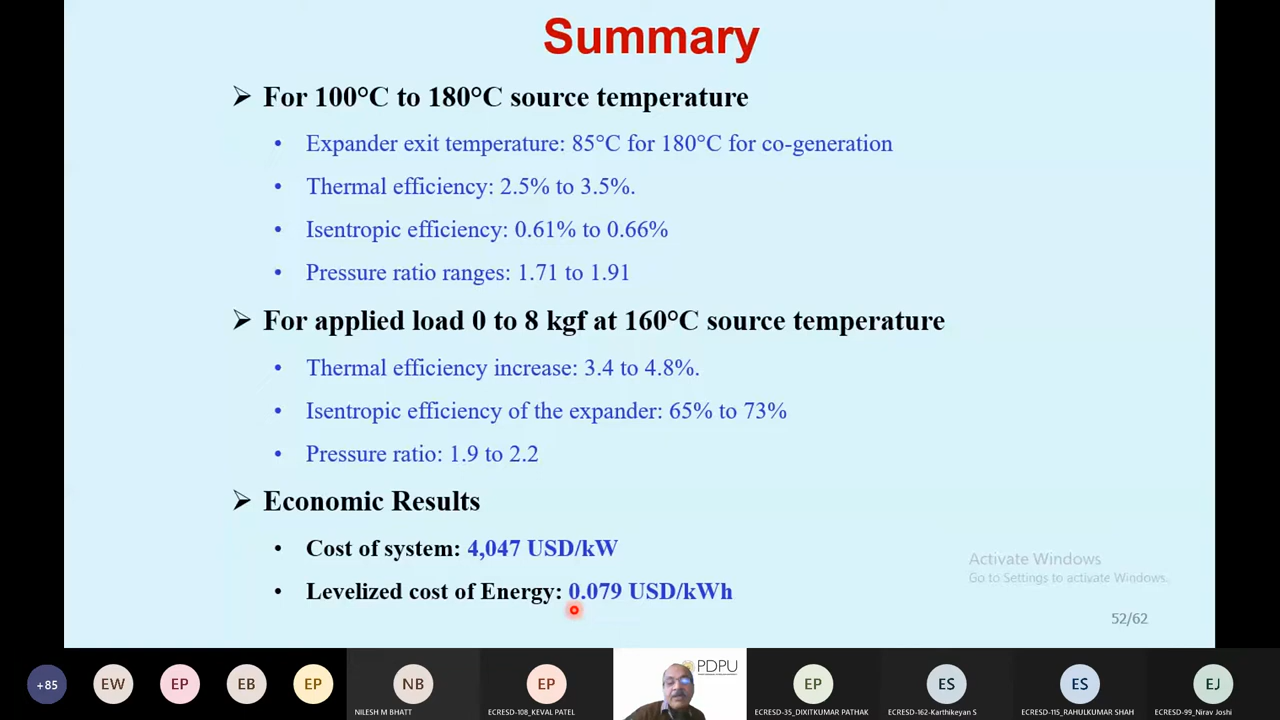 Summary
➢ For 100°C to 180°C source temperature
• Expander exit temperature: 85°C for 180°C for co-generation
• Thermal efficiency: 2.5% to 3.5%.
• Isentropic efficiency: 0.61% to 0.66%
• Pressure ratio ranges: 1.71 to 1.91
➢ For applied load 0 to 8 kgf at 160°C source temperature
• Thermal efficiency increase: 3.4 to 4.8%.
• Isentropic efficiency of the expander: 65% to 73%
• Pressure ratio: 1.9 to 2.2
➢ Economic Results
• Cost of system: 4,047 USD/kW
• Levelized cost of Energy: 0.079 USD/kWh
Activate Windows
Go to Settings to activate Windows.
52/62
+85 EW EP EB EP NB EP PDPU EP ES ES EJ
NILESH M BHATT ECRESD-108_KEVAL PATEL ECRESD-35_DIXITKUMAR PATHAK ECRESD-162-Karthikeyan S ECRESD-115_RAHULKUMAR SHAH ECRESD-99_Nirav Joshi